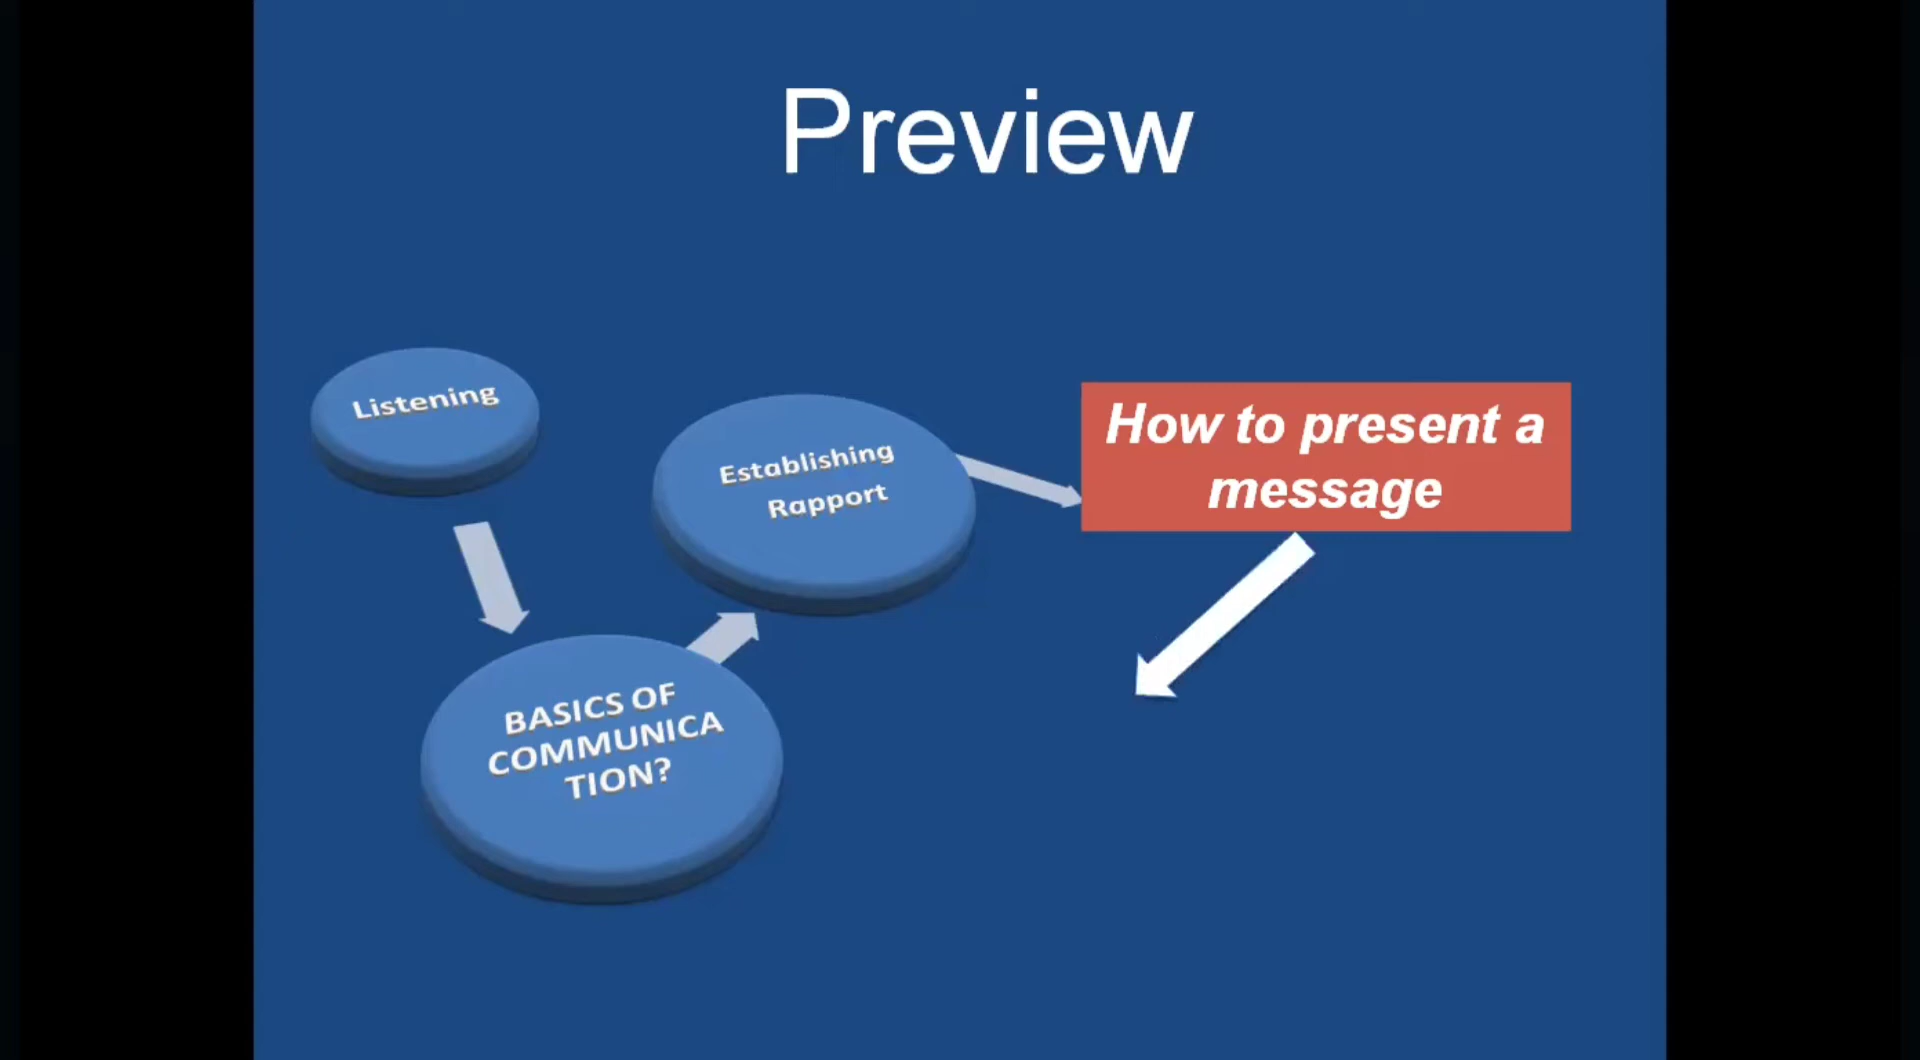 Preview
Listening
Establishing
Rapport
How to present a
message
BASICS OF
COMMUNICA
TION?